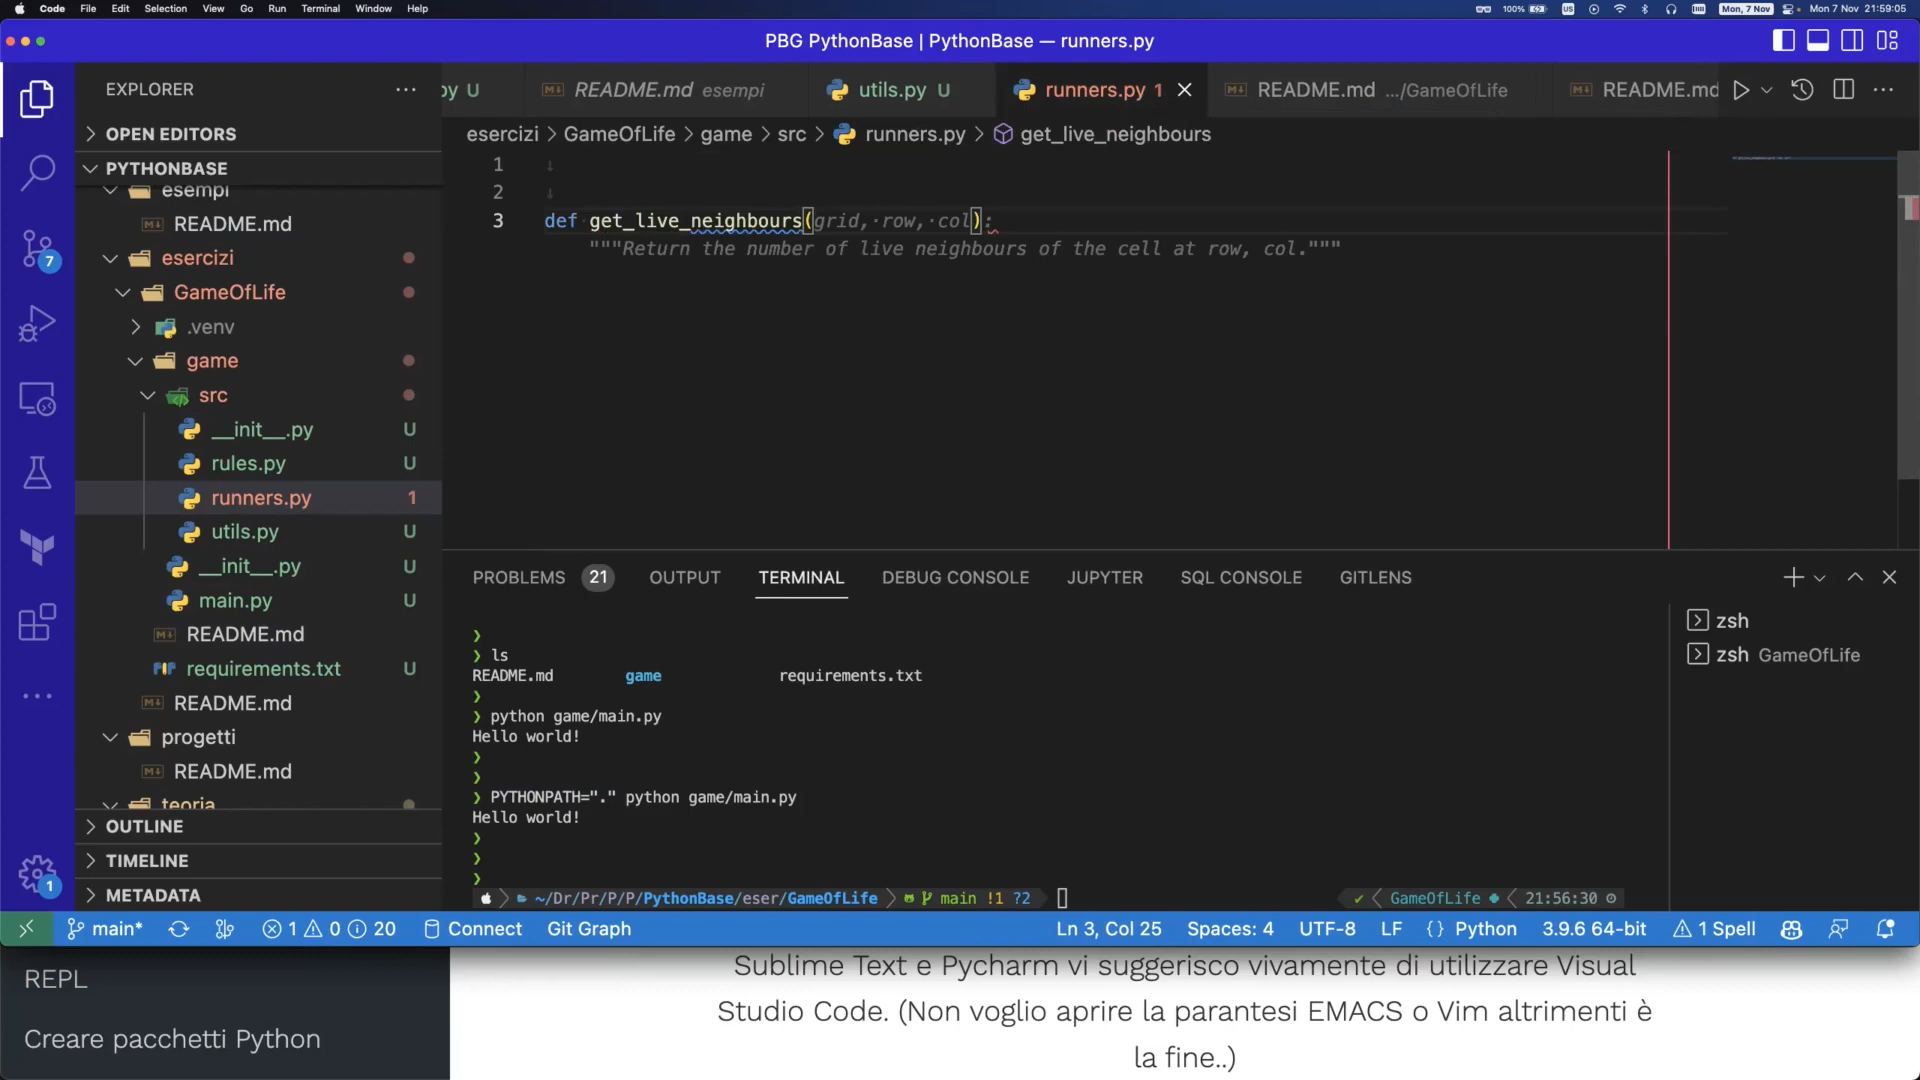 Code File Edit Selection View Go Run Terminal Window Help
100% US Mon, 7 Nov Mon 7 Nov 21:59:05
PBG PythonBase | PythonBase — runners.py
EXPLORER
OPEN EDITORS
PYTHONBASE
esempi
README.md
esercizi
GameOfLife
.venv
game
src
__init__.py U
rules.py U
runners.py 1
utils.py U
__init__.py U
main.py U
README.md
requirements.txt U
README.md
progetti
README.md
teoria
OUTLINE
TIMELINE
METADATA
7
1
py U README.md esempi utils.py U runners.py 1 README.md .../GameOfLife README.md
esercizi > GameOfLife > game > src > runners.py > get_live_neighbours
1
2
3 def get_live_neighbours(grid, row, col):
"""Return the number of live neighbours of the cell at row, col."""
PROBLEMS 21 OUTPUT TERMINAL DEBUG CONSOLE JUPYTER SQL CONSOLE GITLENS
❯
❯ ls
README.md game requirements.txt
❯
❯ python game/main.py
Hello world!
❯
❯
❯ PYTHONPATH="." python game/main.py
Hello world!
❯
❯
❯
~/Dr/Pr/P/P/PythonBase/eser/GameOfLife main !1 ?2
✔ GameOfLife 21:56:30
zsh
zsh GameOfLife
main* 1 0 20 Connect Git Graph Ln 3, Col 25 Spaces: 4 UTF-8 LF {} Python 3.9.6 64-bit 1 Spell
REPL
Creare pacchetti Python
Sublime Text e Pycharm vi suggerisco vivamente di utilizzare Visual
Studio Code. (Non voglio aprire la parantesi EMACS o Vim altrimenti è
la fine..)